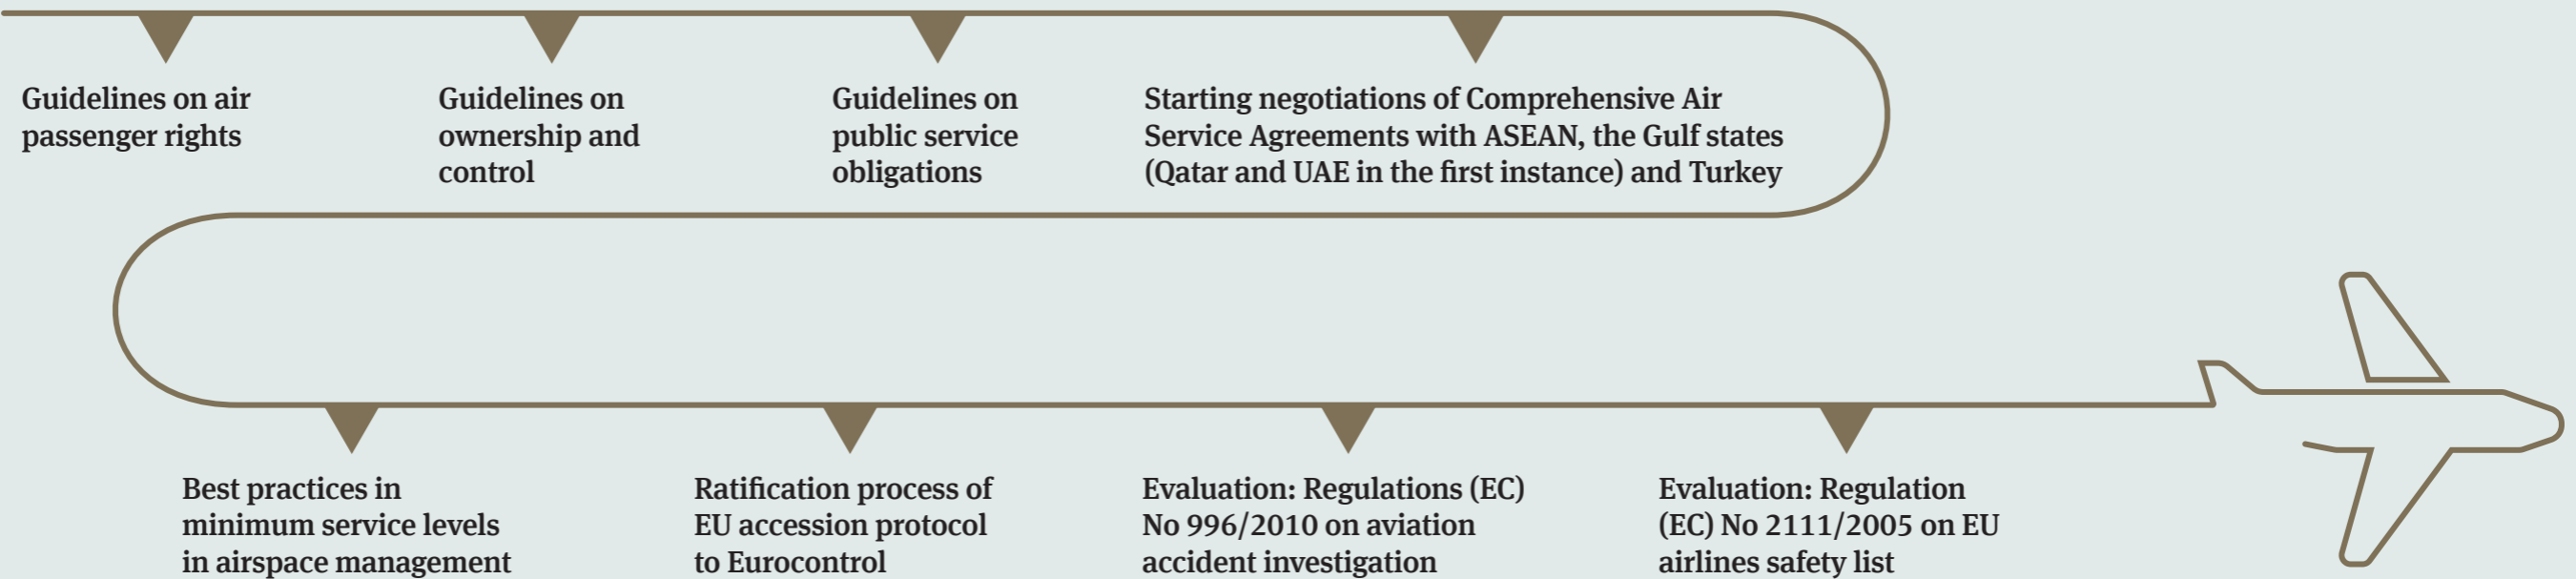 Guidelines on air
passenger rights
Guidelines on
ownership and
control
Guidelines on
public service
obligations
Starting negotiations of Comprehensive Air
Service Agreements with ASEAN, the Gulf states
(Qatar and UAE in the first instance) and Turkey
Best practices in
minimum service levels
in airspace management
Ratification process of
EU accession protocol
to Eurocontrol
Evaluation: Regulations (EC)
No 996/2010 on aviation
accident investigation
Evaluation: Regulation
(EC) No 2111/2005 on EU
airlines safety list